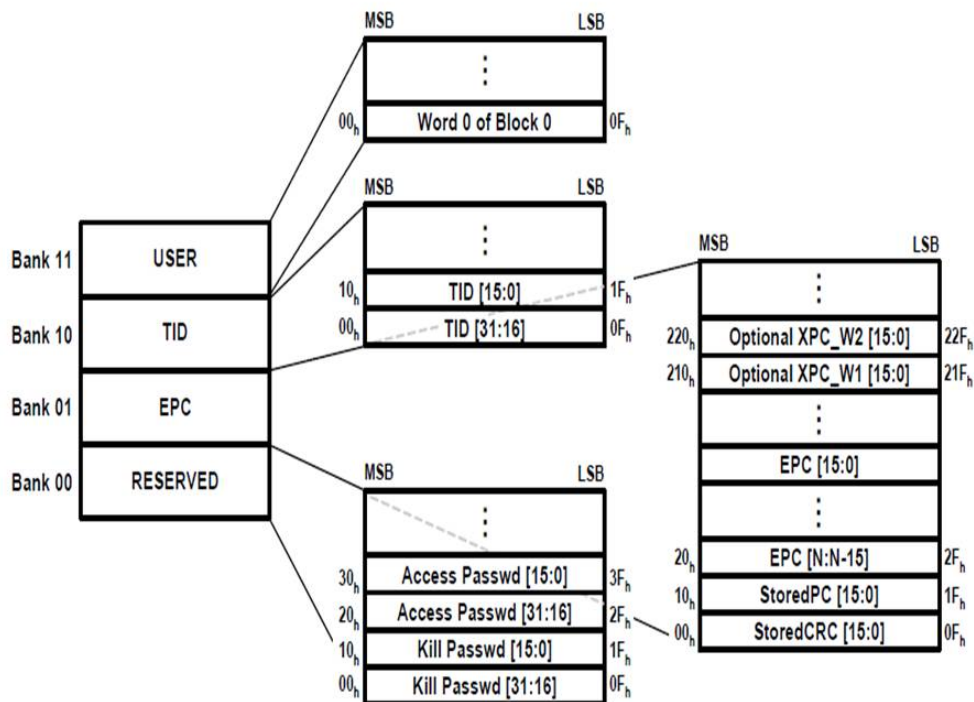 MSB LSB
⋮
00h Word 0 of Block 0 0Fh
MSB LSB
⋮
10h TID [15:0] 1Fh
00h TID [31:16] 0Fh
Bank 11 USER
Bank 10 TID
Bank 01 EPC
Bank 00 RESERVED
MSB LSB
⋮
30h Access Passwd [15:0] 3Fh
20h Access Passwd [31:16] 2Fh
10h Kill Passwd [15:0] 1Fh
00h Kill Passwd [31:16] 0Fh
MSB LSB
⋮
220h Optional XPC_W2 [15:0] 22Fh
210h Optional XPC_W1 [15:0] 21Fh
⋮
EPC [15:0]
⋮
20h EPC [N:N-15] 2Fh
10h StoredPC [15:0] 1Fh
00h StoredCRC [15:0] 0Fh